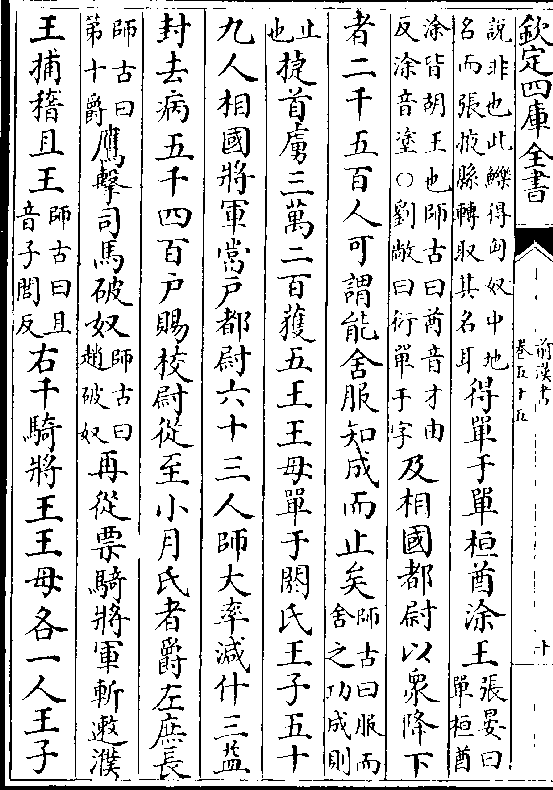 欽定四庫全書
前漢書
卷五十五
十
說非也此鱳得匈奴中地
名而張掖縣轉取其名耳
得單于單桓酋涂王
張晏曰
單桓酋
涂皆胡王也師古曰酋音才由
反涂音塗○劉敞曰衍單于字
及相國都尉以衆降下
者二千五百人可謂能舍服知成而止矣
師古曰服而
舍之功成則
止
也
捷首虜三萬二百獲五王王母單于閼氏王子五十
九人相國將軍當戶都尉六十三人師大率減什三益
封去病五千四百戶賜校尉從至小月氏者爵左庶長
師古曰
第十爵
鷹擊司馬破奴
師古曰
趙破奴
再從票騎將軍斬遬濮
王捕稽且王
師古曰且
音子閭反
右千騎將王王母各一人王子